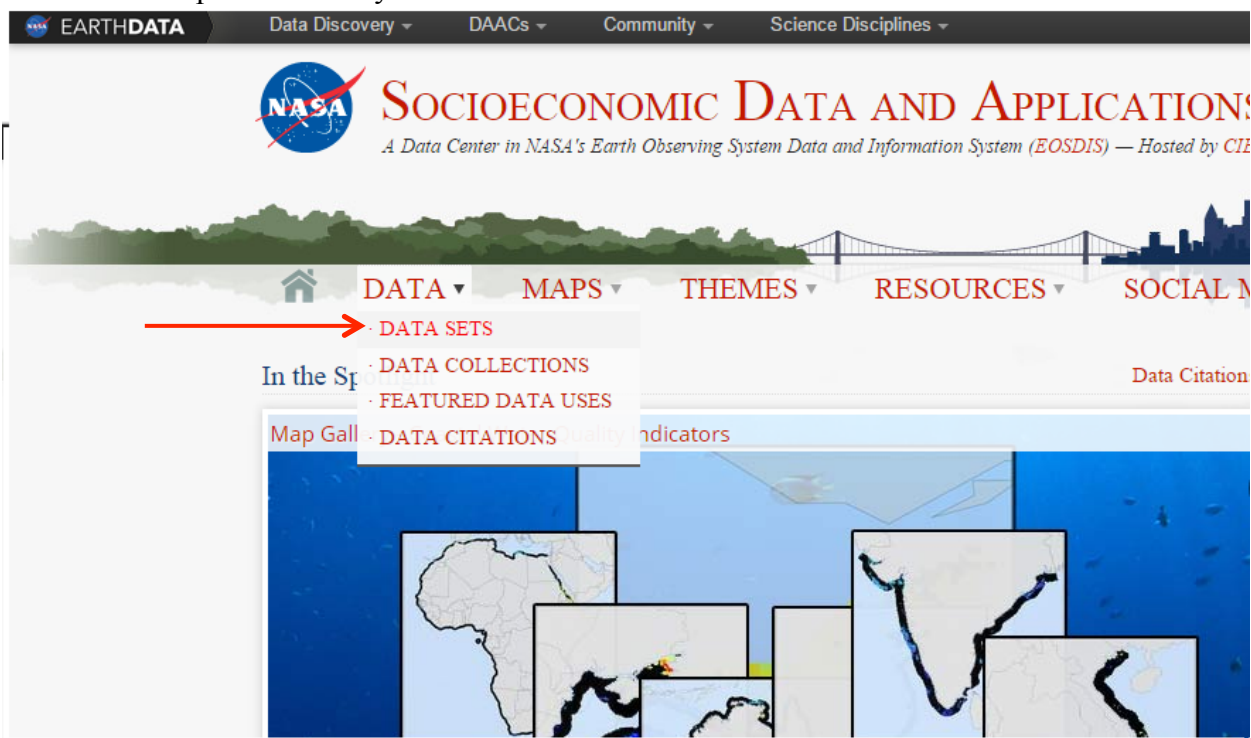 EARTHDATA Data Discovery DAACs Community Science Disciplines
NASA
SOCIOECONOMIC DATA AND APPLICATIONS
A Data Center in NASA's Earth Observing System Data and Information System (EOSDIS) — Hosted by
DATA MAPS THEMES RESOURCES SOCIAL
· DATA SETS
· DATA COLLECTIONS
· FEATURED DATA USES
· DATA CITATIONS
In the Data Citations
Map Quality Indicators